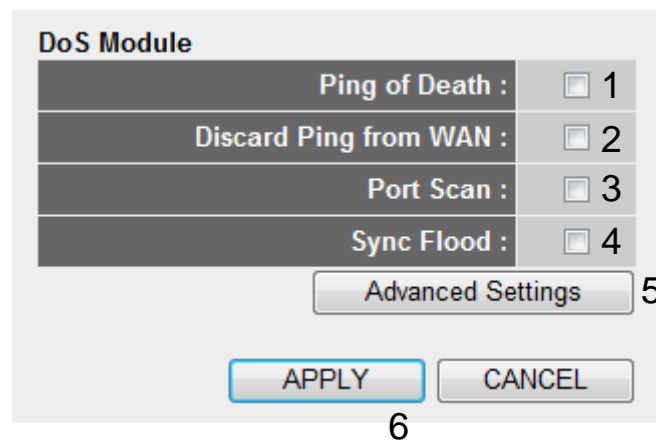 DoS Module
Ping of Death : 1
Discard Ping from WAN : 2
Port Scan : 3
Sync Flood : 4
Advanced Settings 5
APPLY CANCEL
6